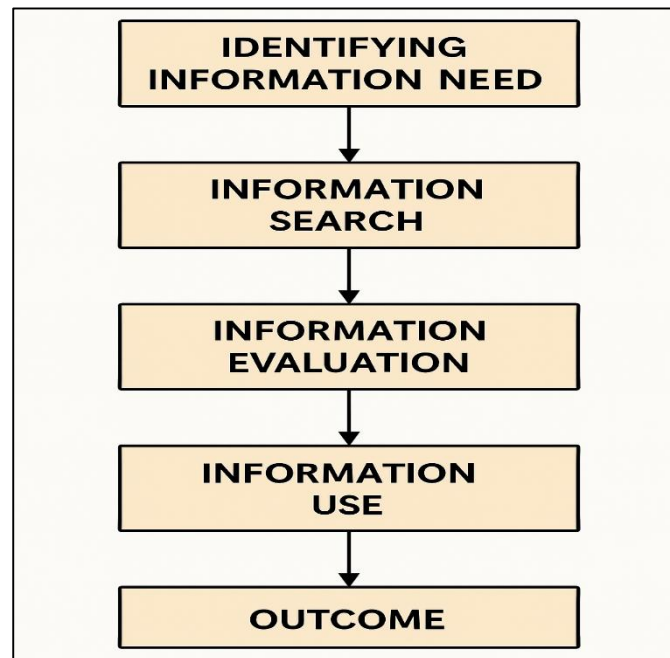 IDENTIFYING
INFORMATION NEED
INFORMATION
SEARCH
INFORMATION
EVALUATION
INFORMATION
USE
OUTCOME